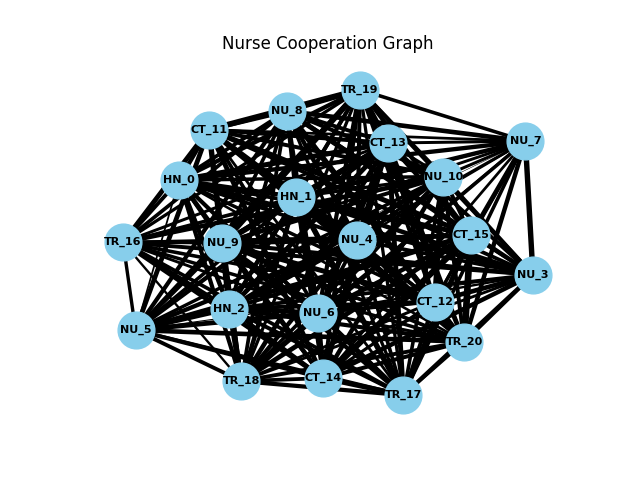 Nurse Cooperation Graph
TR_19
NU_8
CT_11
CT_13
NU_7
HN_0
NU_10
HN_1
CT_15
NU_4
TR_16
NU_9
NU_3
CT_12
HN_2
NU_6
NU_5
TR_20
CT_14
TR_18
TR_17